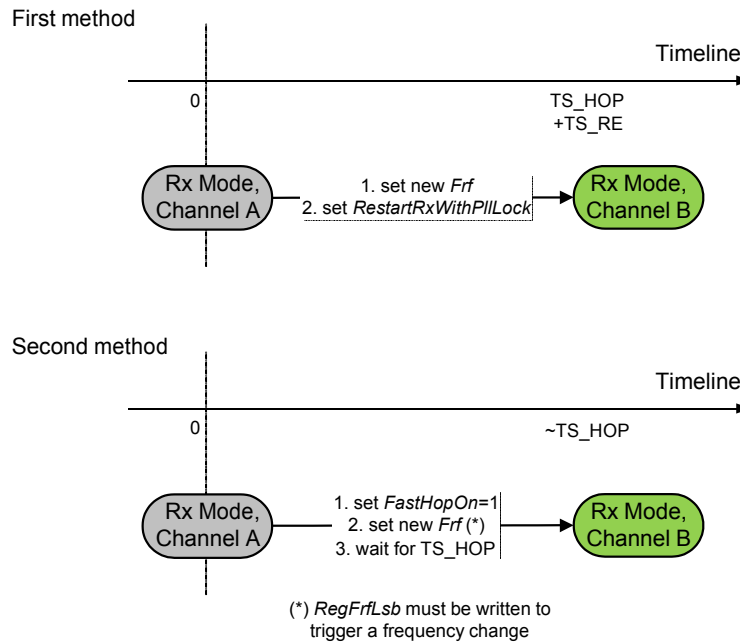 First method
Timeline
0
TS_HOP
+TS_RE
Rx Mode,
Channel A
1. set new Frf
2. set RestartRxWithPllLock
Rx Mode,
Channel B
Second method
Timeline
0
~TS_HOP
Rx Mode,
Channel A
1. set FastHopOn=1
2. set new Frf (*)
3. wait for TS_HOP
Rx Mode,
Channel B
(*) RegFrfLsb must be written to
trigger a frequency change